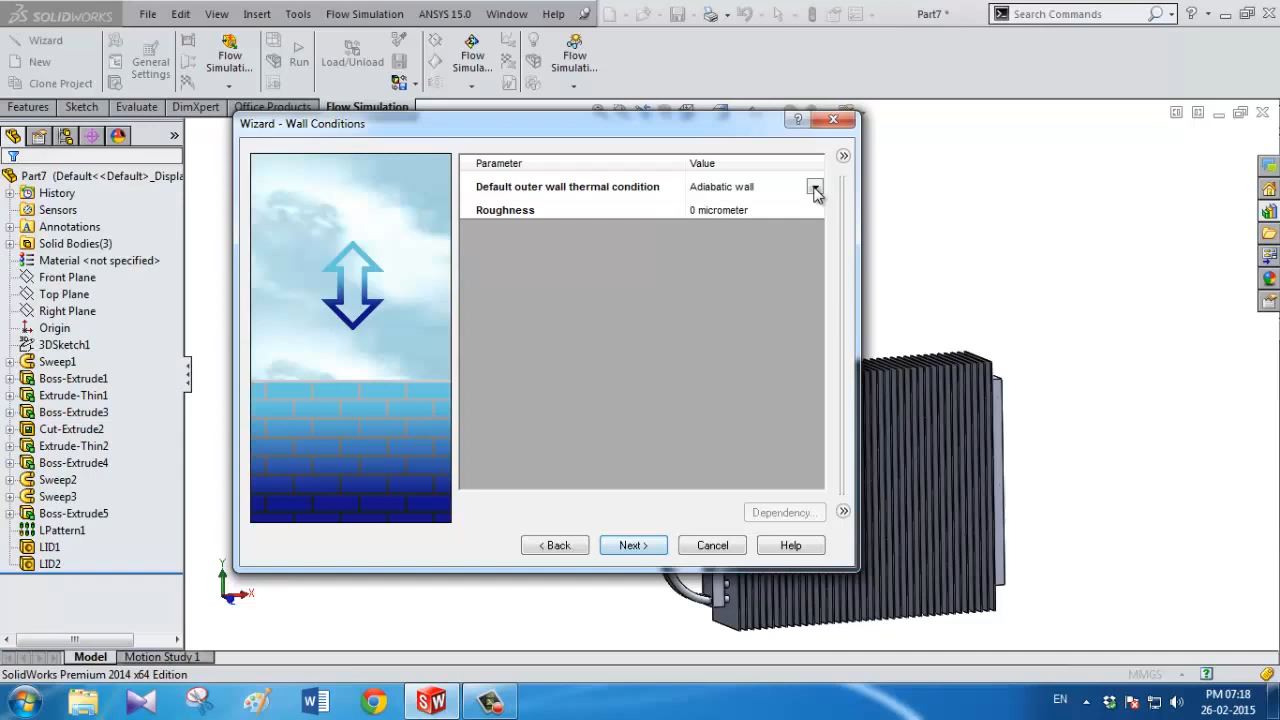 SOLIDWORKS File Edit View Insert Tools Flow Simulation ANSYS 15.0 Window Help Part7 * Search Commands
Wizard
New
Clone Project
General Settings
Flow Simulati...
Run
Load/Unload
Flow Simula...
Flow Simulati...
Features Sketch Evaluate DimXpert Office Products Flow Simulation
Wizard - Wall Conditions
Parameter Value
Default outer wall thermal condition Adiabatic wall
Roughness 0 micrometer
Dependency...
< Back Next > Cancel Help
Part7 (Default<<Default>_Displa
History
Sensors
Annotations
Solid Bodies(3)
Material <not specified>
Front Plane
Top Plane
Right Plane
Origin
3DSketch1
Sweep1
Boss-Extrude1
Extrude-Thin1
Boss-Extrude3
Cut-Extrude2
Extrude-Thin2
Boss-Extrude4
Sweep2
Sweep3
Boss-Extrude5
LPattern1
LID1
LID2
Y
X
Model Motion Study 1
SolidWorks Premium 2014 x64 Edition MMGS
EN
PM 07:18
26-02-2015